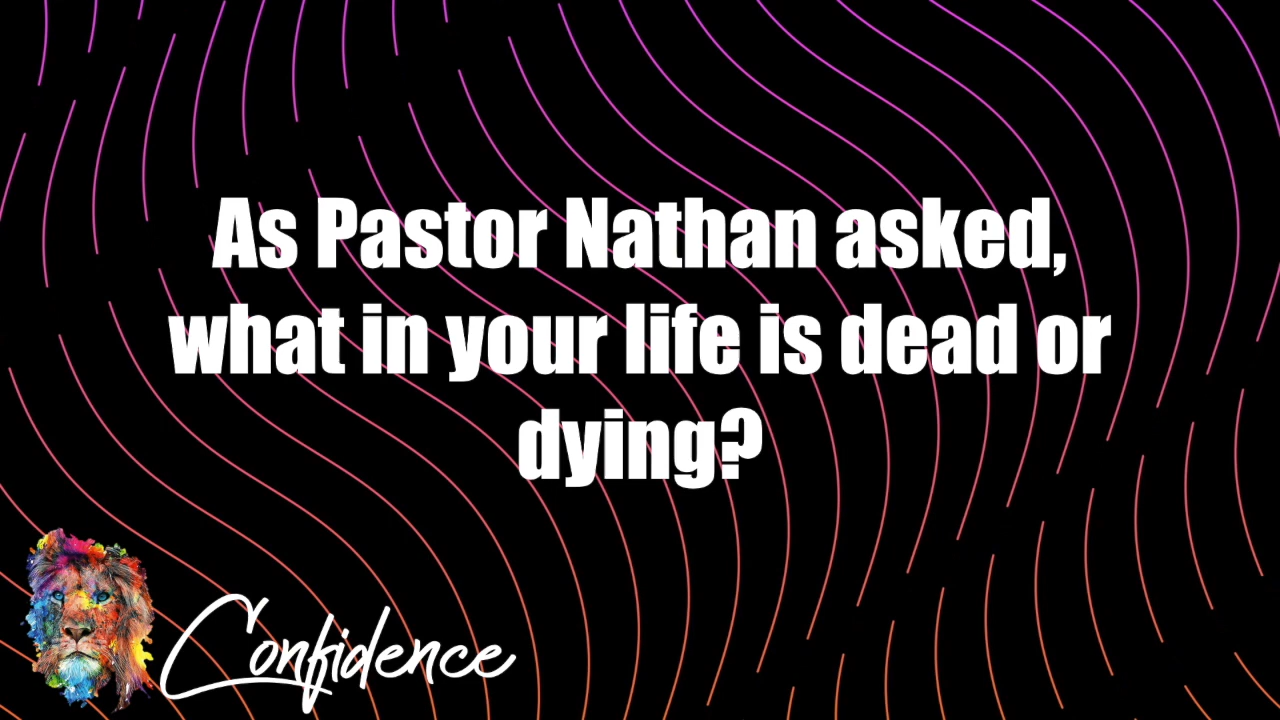 As Pastor Nathan asked,
what in your life is dead or
dying?
Confidence